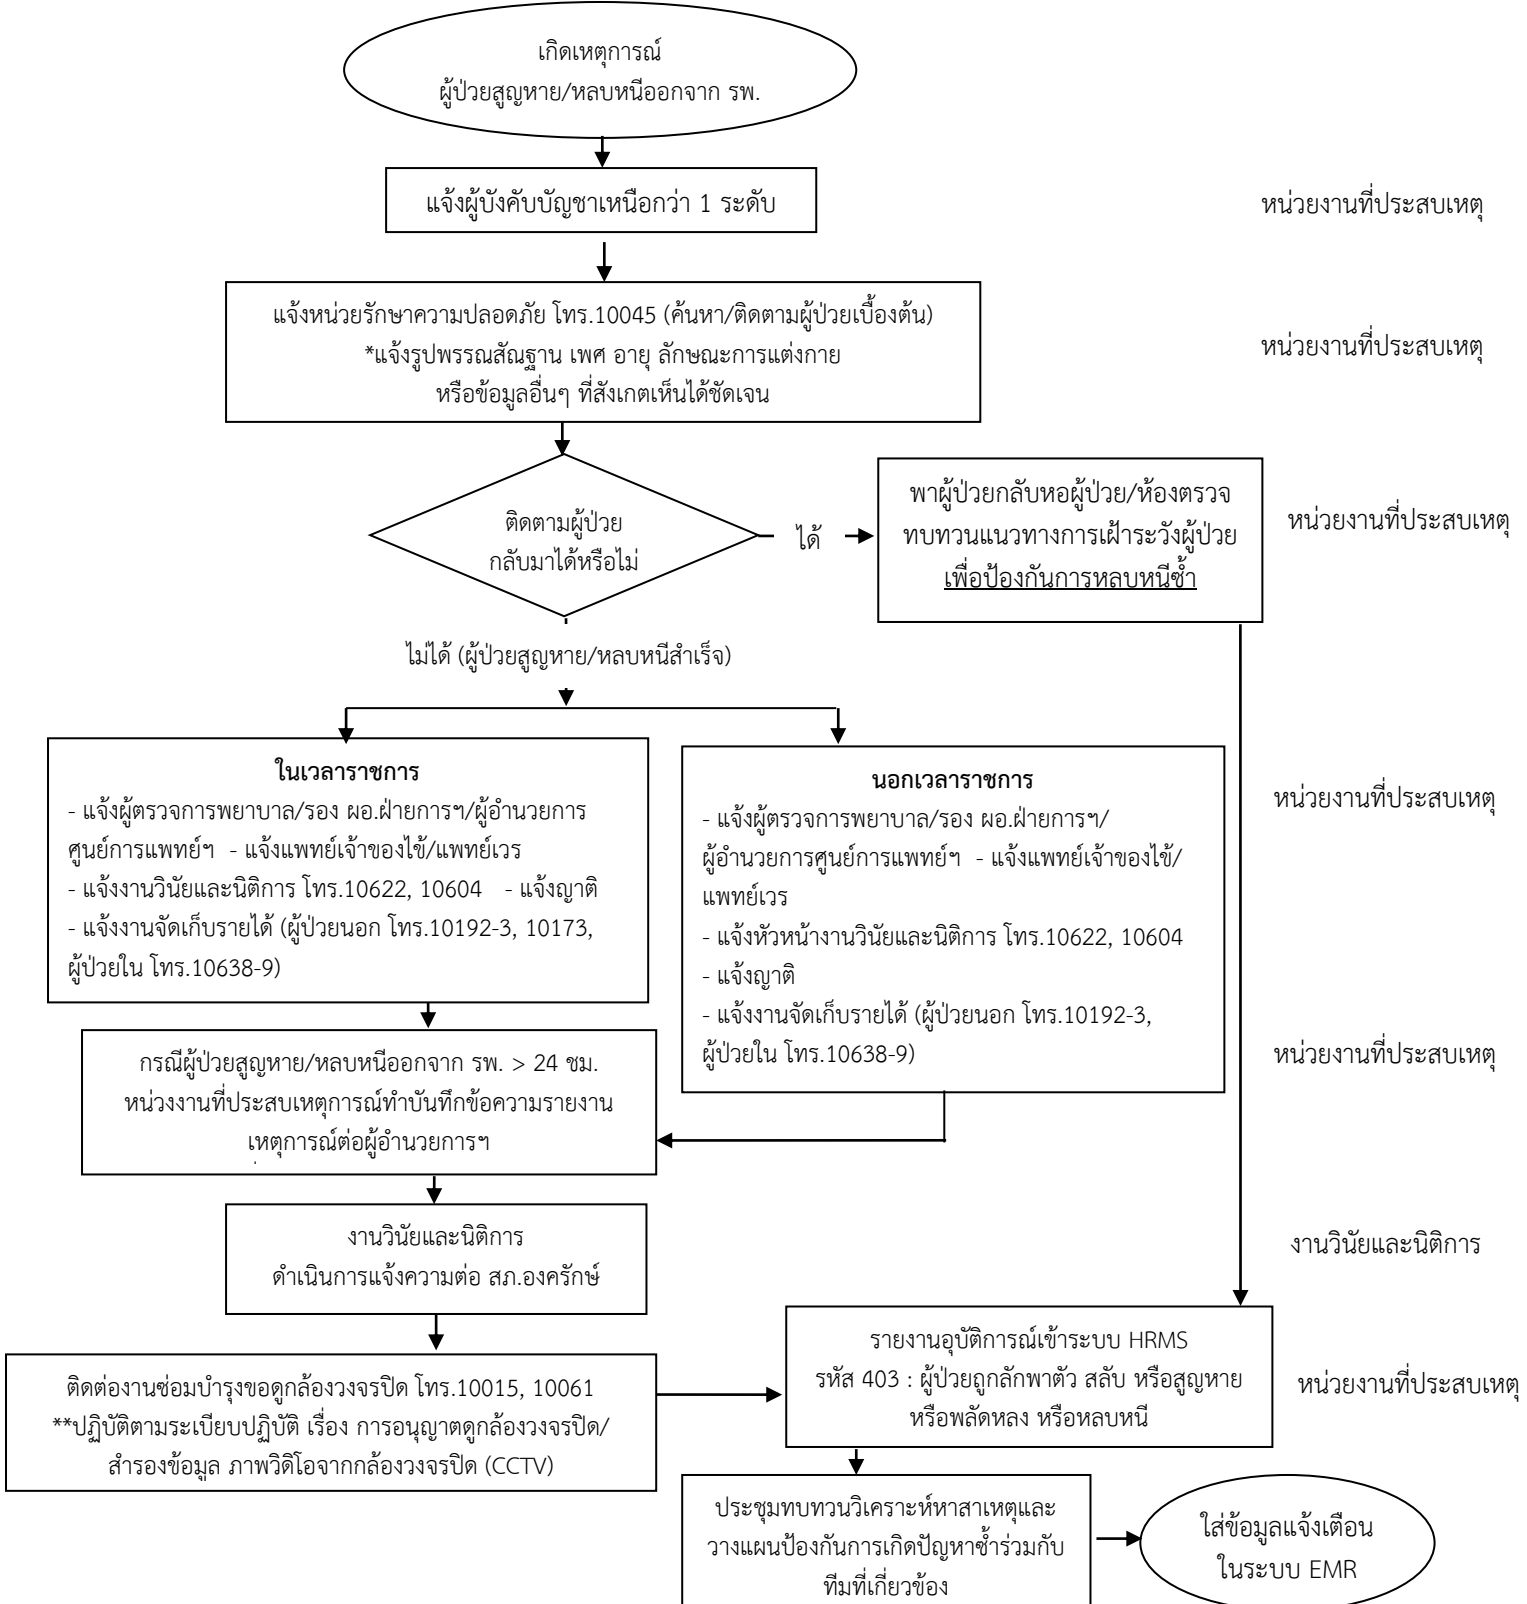 เกิดเหตุการณ์
ผู้ป่วยสูญหาย/หลบหนีออกจาก รพ.
แจ้งผู้บังคับบัญชาเหนือกว่า 1 ระดับ
หน่วยงานที่ประสบเหตุ
แจ้งหน่วยรักษาความปลอดภัย โทร.10045 (ค้นหา/ติดตามผู้ป่วยเบื้องต้น)
*แจ้งรูปพรรณสัณฐาน เพศ อายุ ลักษณะการแต่งกาย
หรือข้อมูลอื่นๆ ที่สังเกตเห็นได้ชัดเจน
หน่วยงานที่ประสบเหตุ
ติดตามผู้ป่วย
กลับมาได้หรือไม่
ได้
พาผู้ป่วยกลับหอผู้ป่วย/ห้องตรวจ
ทบทวนแนวทางการเฝ้าระวังผู้ป่วย
เพื่อป้องกันการหลบหนีซ้ำ
หน่วยงานที่ประสบเหตุ
ไม่ได้ (ผู้ป่วยสูญหาย/หลบหนีสำเร็จ)
ในเวลาราชการ
- แจ้งผู้ตรวจการพยาบาล/รอง ผอ.ฝ่ายการฯ/ผู้อำนวยการ
ศูนย์การแพทย์ฯ - แจ้งแพทย์เจ้าของไข้/แพทย์เวร
- แจ้งงานวินัยและนิติการ โทร.10622, 10604 - แจ้งญาติ
- แจ้งงานจัดเก็บรายได้ (ผู้ป่วยนอก โทร.10192-3, 10173,
ผู้ป่วยใน โทร.10638-9)
นอกเวลาราชการ
- แจ้งผู้ตรวจการพยาบาล/รอง ผอ.ฝ่ายการฯ/
ผู้อำนวยการศูนย์การแพทย์ฯ - แจ้งแพทย์เจ้าของไข้/
แพทย์เวร
- แจ้งหัวหน้างานวินัยและนิติการ โทร.10622, 10604
- แจ้งญาติ
- แจ้งงานจัดเก็บรายได้ (ผู้ป่วยนอก โทร.10192-3,
ผู้ป่วยใน โทร.10638-9)
หน่วยงานที่ประสบเหตุ
กรณีผู้ป่วยสูญหาย/หลบหนีออกจาก รพ. > 24 ชม.
หน่วงงานที่ประสบเหตุการณ์ทำบันทึกข้อความรายงาน
เหตุการณ์ต่อผู้อำนวยการฯ
หน่วยงานที่ประสบเหตุ
งานวินัยและนิติการ
ดำเนินการแจ้งความต่อ สภ.องครักษ์
งานวินัยและนิติการ
ติดต่องานซ่อมบำรุงขอดูกล้องวงจรปิด โทร.10015, 10061
**ปฏิบัติตามระเบียบปฏิบัติ เรื่อง การอนุญาตดูกล้องวงจรปิด/
สำรองข้อมูล ภาพวิดิโอจากกล้องวงจรปิด (CCTV)
รายงานอุบัติการณ์เข้าระบบ HRMS
รหัส 403 : ผู้ป่วยถูกลักพาตัว สลับ หรือสูญหาย
หรือพลัดหลง หรือหลบหนี
หน่วยงานที่ประสบเหตุ
ประชุมทบทวนวิเคราะห์หาสาเหตุและ
วางแผนป้องกันการเกิดปัญหาซ้ำร่วมกับ
ทีมที่เกี่ยวข้อง
ใส่ข้อมูลแจ้งเตือน
ในระบบ EMR